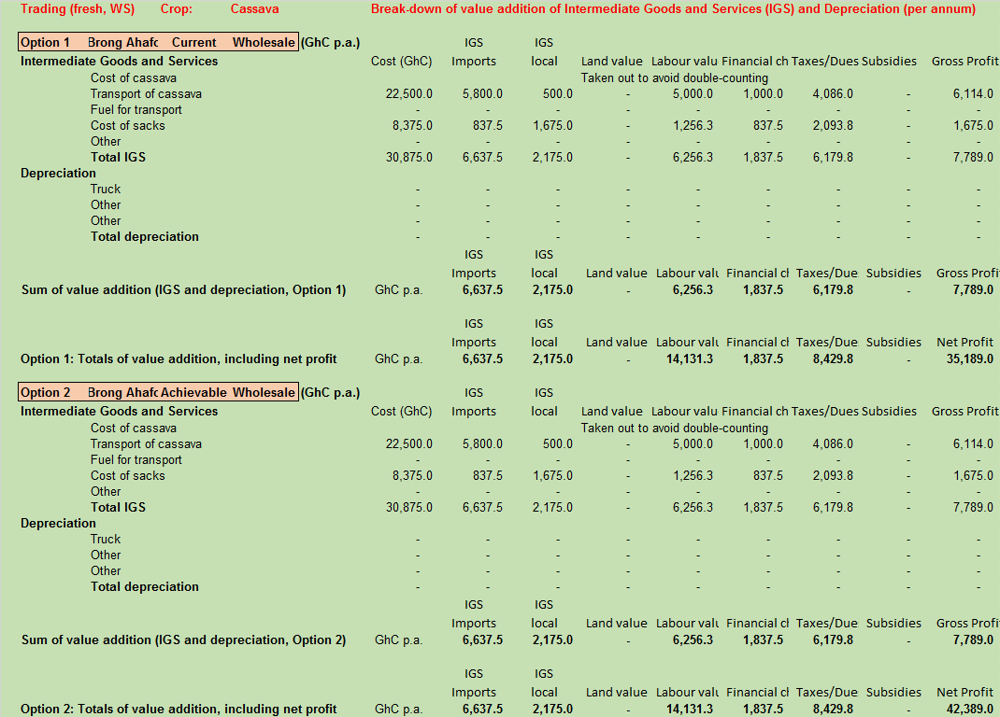 Trading (fresh, WS) Crop: Cassava Break-down of value addition of Intermediate Goods and Services (IGS) and Depreciation (per annum)
Option 1 Brong Ahafc Current Wholesale (GhC p.a.) IGS IGS
Intermediate Goods and Services Cost (GhC) Imports local Land value Labour valu Financial ch Taxes/Dues Subsidies Gross Profit
Cost of cassava Taken out to avoid double-counting
Transport of cassava 22,500.0 5,800.0 500.0 - 5,000.0 1,000.0 4,086.0 - 6,114.0
Fuel for transport - - - - - - - - -
Cost of sacks 8,375.0 837.5 1,675.0 - 1,256.3 837.5 2,093.8 - 1,675.0
Other - - - - - - - - -
Total IGS 30,875.0 6,637.5 2,175.0 - 6,256.3 1,837.5 6,179.8 - 7,789.0
Depreciation
Truck - - - - - - - - -
Other - - - - - - - - -
Other - - - - - - - - -
Total depreciation - - - - - - - - -
IGS IGS
Imports local Land value Labour valu Financial ch Taxes/Due Subsidies Gross Profi
Sum of value addition (IGS and depreciation, Option 1) GhC p.a. 6,637.5 2,175.0 - 6,256.3 1,837.5 6,179.8 - 7,789.0
IGS IGS
Imports local Land value Labour valu Financial ch Taxes/Due Subsidies Net Profit
Option 1: Totals of value addition, including net profit GhC p.a. 6,637.5 2,175.0 - 14,131.3 1,837.5 8,429.8 - 35,189.0
Option 2 Brong Ahafc Achievable Wholesale (GhC p.a.) IGS IGS
Intermediate Goods and Services Cost (GhC) Imports local Land value Labour valu Financial ch Taxes/Dues Subsidies Gross Profit
Cost of cassava Taken out to avoid double-counting
Transport of cassava 22,500.0 5,800.0 500.0 - 5,000.0 1,000.0 4,086.0 - 6,114.0
Fuel for transport - - - - - - - - -
Cost of sacks 8,375.0 837.5 1,675.0 - 1,256.3 837.5 2,093.8 - 1,675.0
Other - - - - - - - - -
Total IGS 30,875.0 6,637.5 2,175.0 - 6,256.3 1,837.5 6,179.8 - 7,789.0
Depreciation
Truck - - - - - - - - -
Other - - - - - - - - -
Other - - - - - - - - -
Total depreciation - - - - - - - - -
IGS IGS
Imports local Land value Labour valu Financial ch Taxes/Due Subsidies Gross Profi
Sum of value addition (IGS and depreciation, Option 2) GhC p.a. 6,637.5 2,175.0 - 6,256.3 1,837.5 6,179.8 - 7,789.0
IGS IGS
Imports local Land value Labour valu Financial ch Taxes/Due Subsidies Net Profit
Option 2: Totals of value addition, including net profit GhC p.a. 6,637.5 2,175.0 - 14,131.3 1,837.5 8,429.8 - 42,389.0